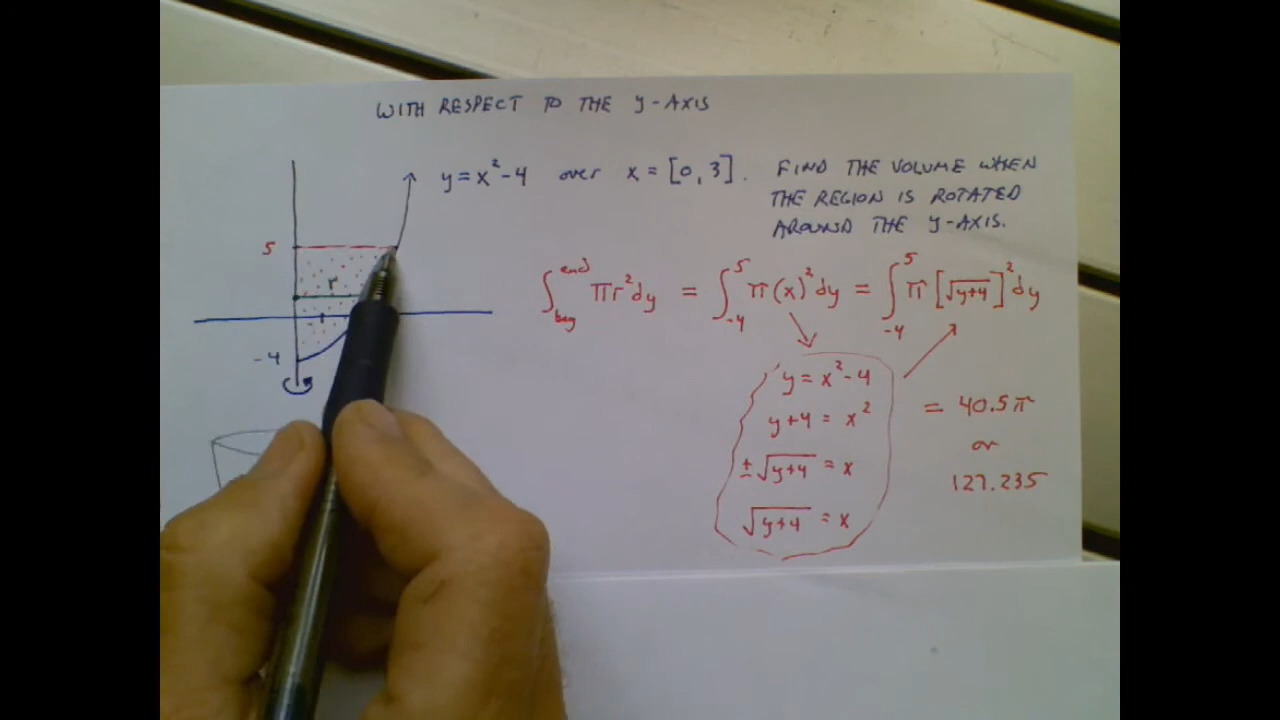 WITH RESPECT TO THE y-AXIS
y = x² - 4 over x = [0, 3]. FIND THE VOLUME WHEN
THE REGION IS ROTATED
AROUND THE y-AXIS.
5
r
-4
∫_beg^end πr²dy = ∫_-4^5 π(x)²dy = ∫_-4^5 π[√(y+4)]²dy
y = x² - 4
y + 4 = x²
± √(y+4) = x
√(y+4) = x
= 40.5π
or
127.235